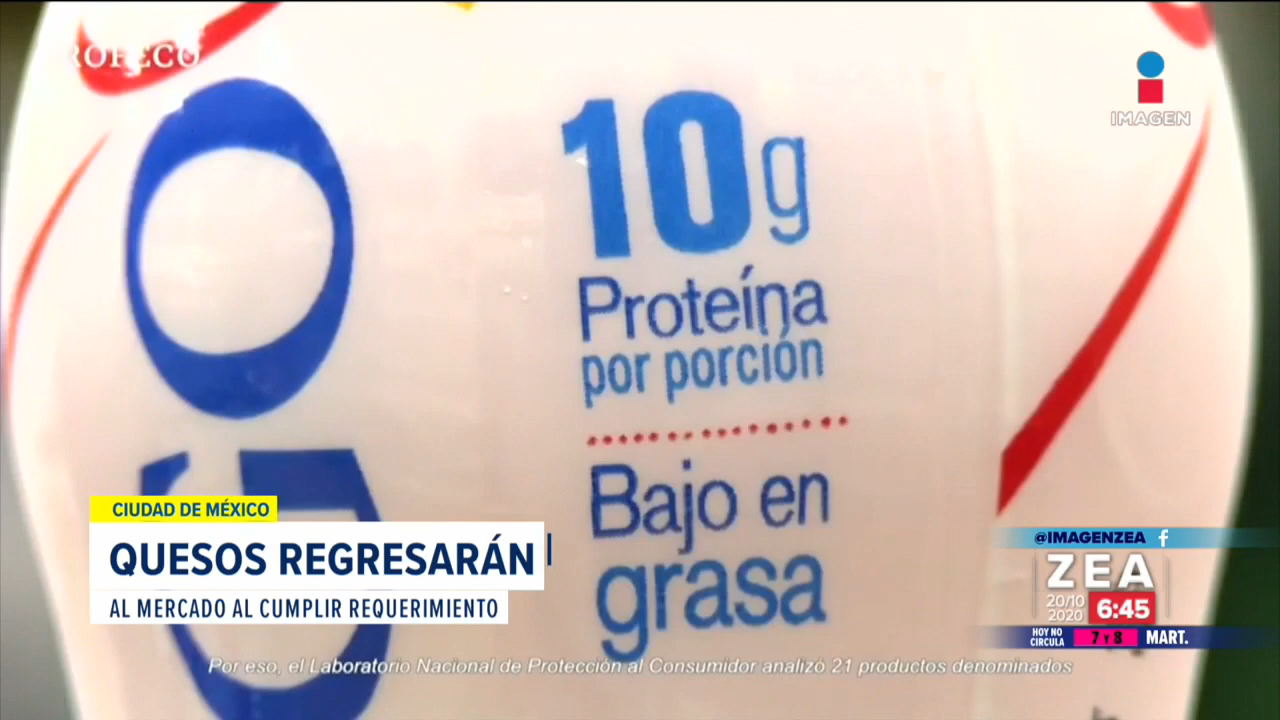 PROFECO
IMAGEN
GO
10g
Proteína
por porción
Bajo en
grasa
CIUDAD DE MÉXICO
QUESOS REGRESARÁN
AL MERCADO AL CUMPLIR REQUERIMIENTO
@IMAGENZEA f
ZEA
20/10
2020
6:45
HOY NO
CIRCULA
7 Y 8
MART.
Por eso, el Laboratorio Nacional de Protección al Consumidor analizó 21 productos denominados